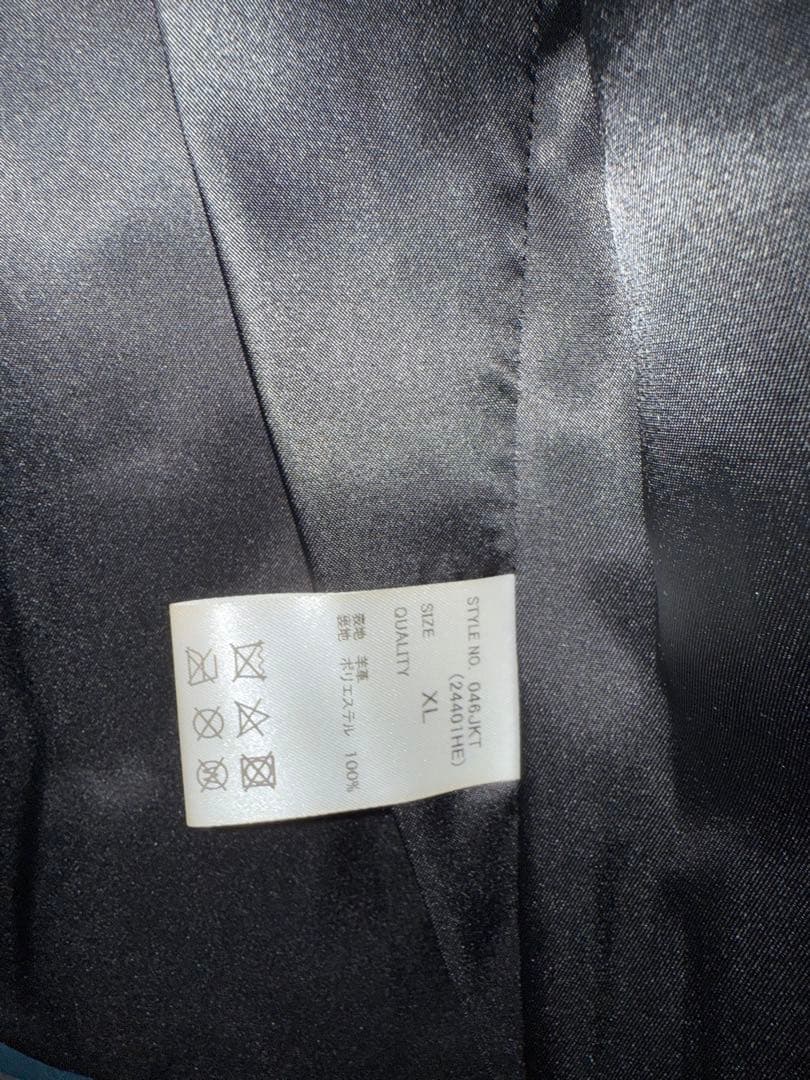 STYLE NO. 046JKT
(24401HE)
SIZE XL
QUALITY
表地 羊革
裏地 ポリエステル 100%